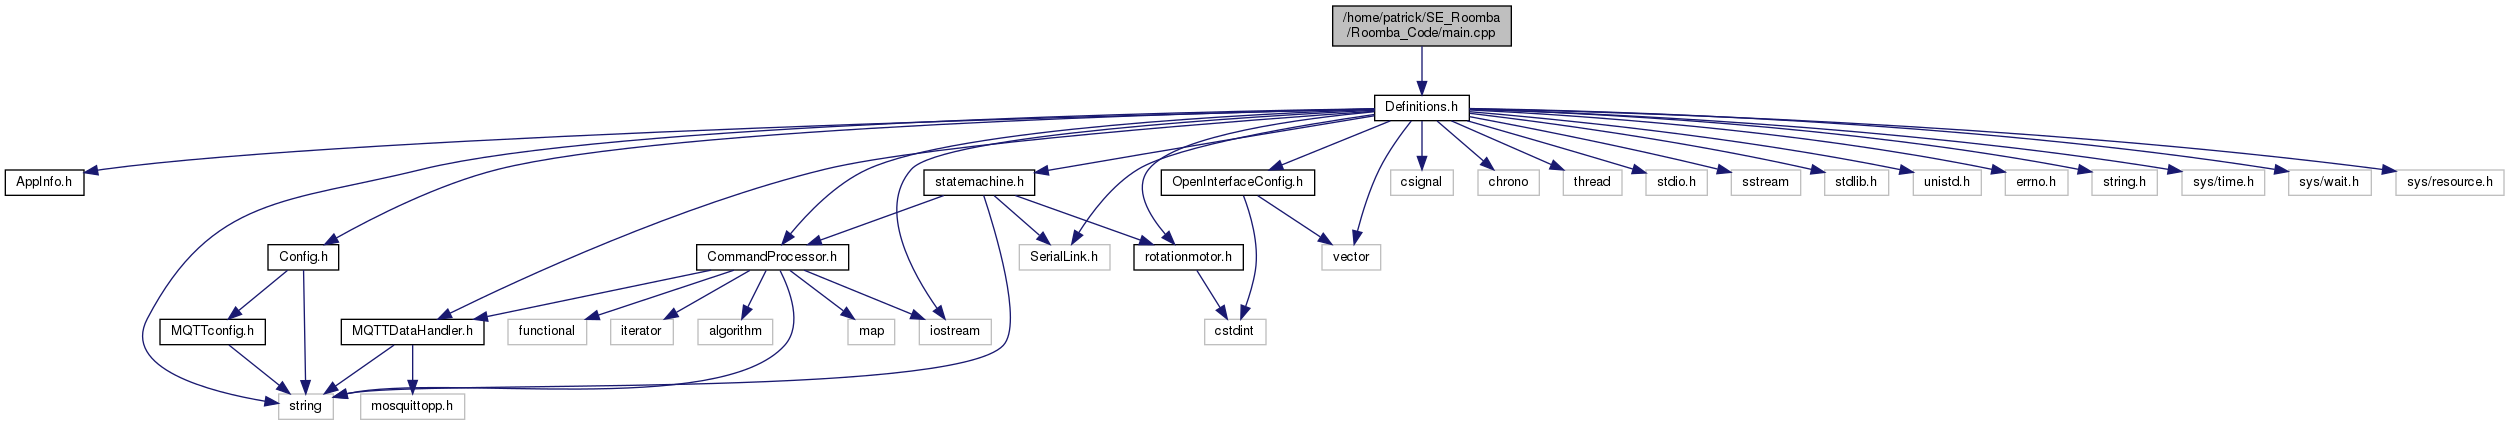 /home/patrick/SE_Roomba
/Roomba_Code/main.cpp
Definitions.h
AppInfo.h
statemachine.h
OpenInterfaceConfig.h
csignal
chrono
thread
stdio.h
sstream
stdlib.h
unistd.h
errno.h
string.h
sys/time.h
sys/wait.h
sys/resource.h
Config.h
CommandProcessor.h
SerialLink.h
rotationmotor.h
vector
MQTTconfig.h
MQTTDataHandler.h
functional
iterator
algorithm
map
iostream
cstdint
string
mosquittopp.h